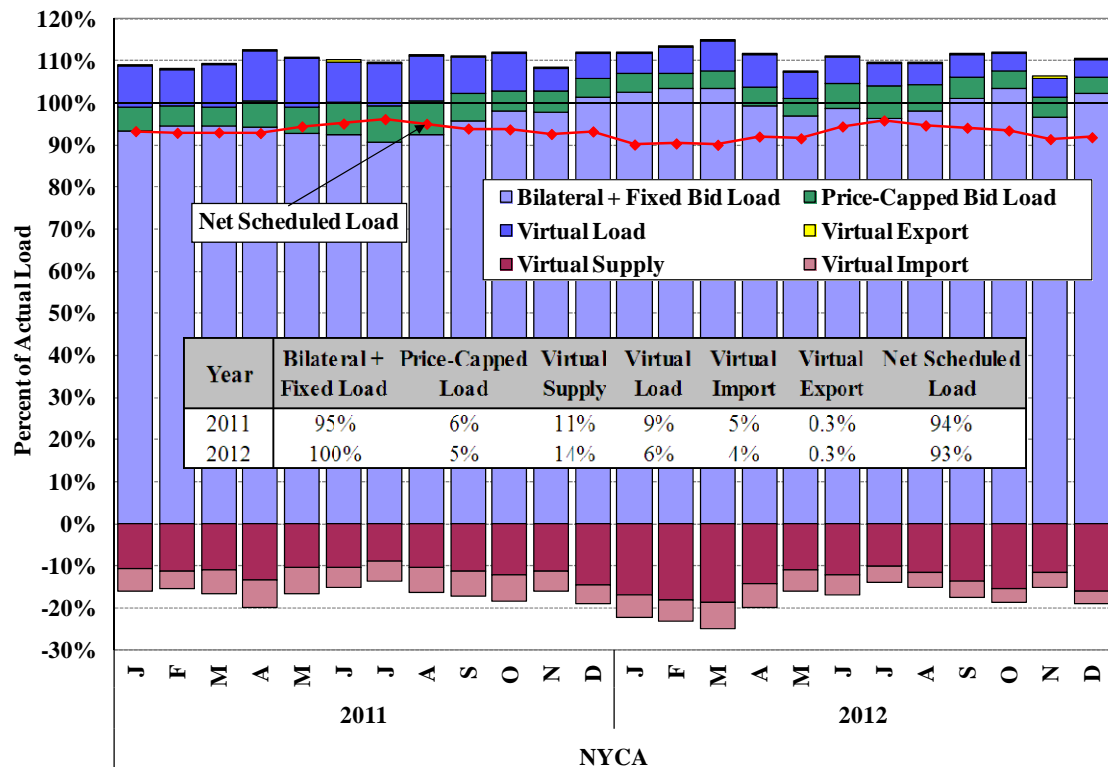 120%
110%
100%
90%
80%
70%
60%
50%
40%
30%
20%
10%
0%
-10%
-20%
-30%
Percent of Actual Load
Net Scheduled Load
Bilateral + Fixed Bid Load
Price-Capped Bid Load
Virtual Load
Virtual Export
Virtual Supply
Virtual Import
Year Bilateral + Fixed Load Price-Capped Load Virtual Supply Virtual Load Virtual Import Virtual Export Net Scheduled Load
2011 95% 6% 11% 9% 5% 0.3% 94%
2012 100% 5% 14% 6% 4% 0.3% 93%
J F M A M J J A S O N D J F M A M J J A S O N D
2011 2012
NYCA